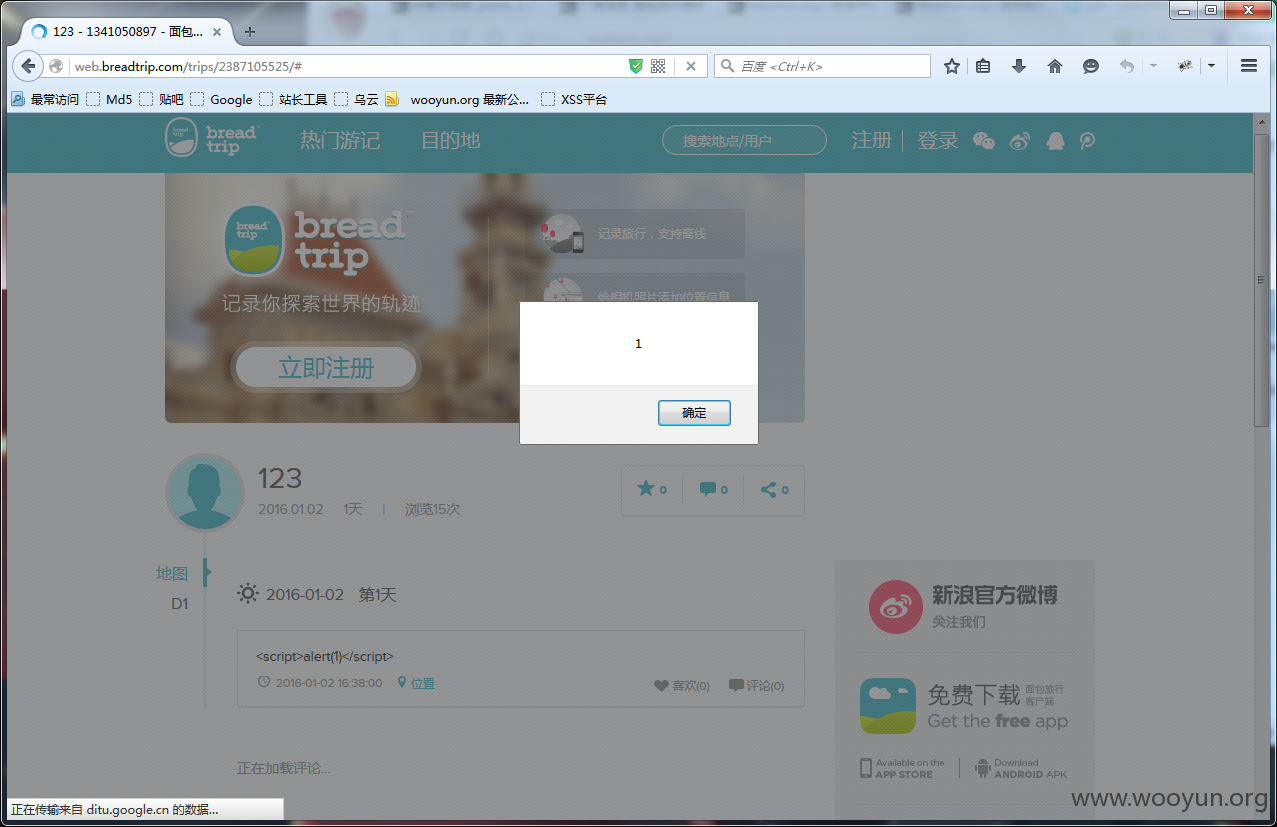 123 - 1341050897 - 面包...
web.breadtrip.com/trips/2387105525/#
百度 <Ctrl+K>
最常访问 Md5 贴吧 Google 站长工具 乌云 wooyun.org 最新公... XSS平台
bread trip
bread
trip
热门游记 目的地 搜索地点/用户 注册 登录
bread trip
bread
trip
记录你探索世界的轨迹
立即注册
记录旅行，支持离线
给相机照片添加位置信息
1
确定
123
2016.01.02 1天 | 浏览15次
0 0 0
地图
D1
2016-01-02 第1天
<script>alert(1)</script>
2016-01-02 16:38:00 位置 喜欢(0) 评论(0)
正在加载评论...
新浪官方微博
关注我们
免费下载 面包旅行
客户端
Get the free app
Available on the
APP STORE
Download
ANDROID APK
正在传输来自 ditu.google.cn 的数据...
www.wooyun.org